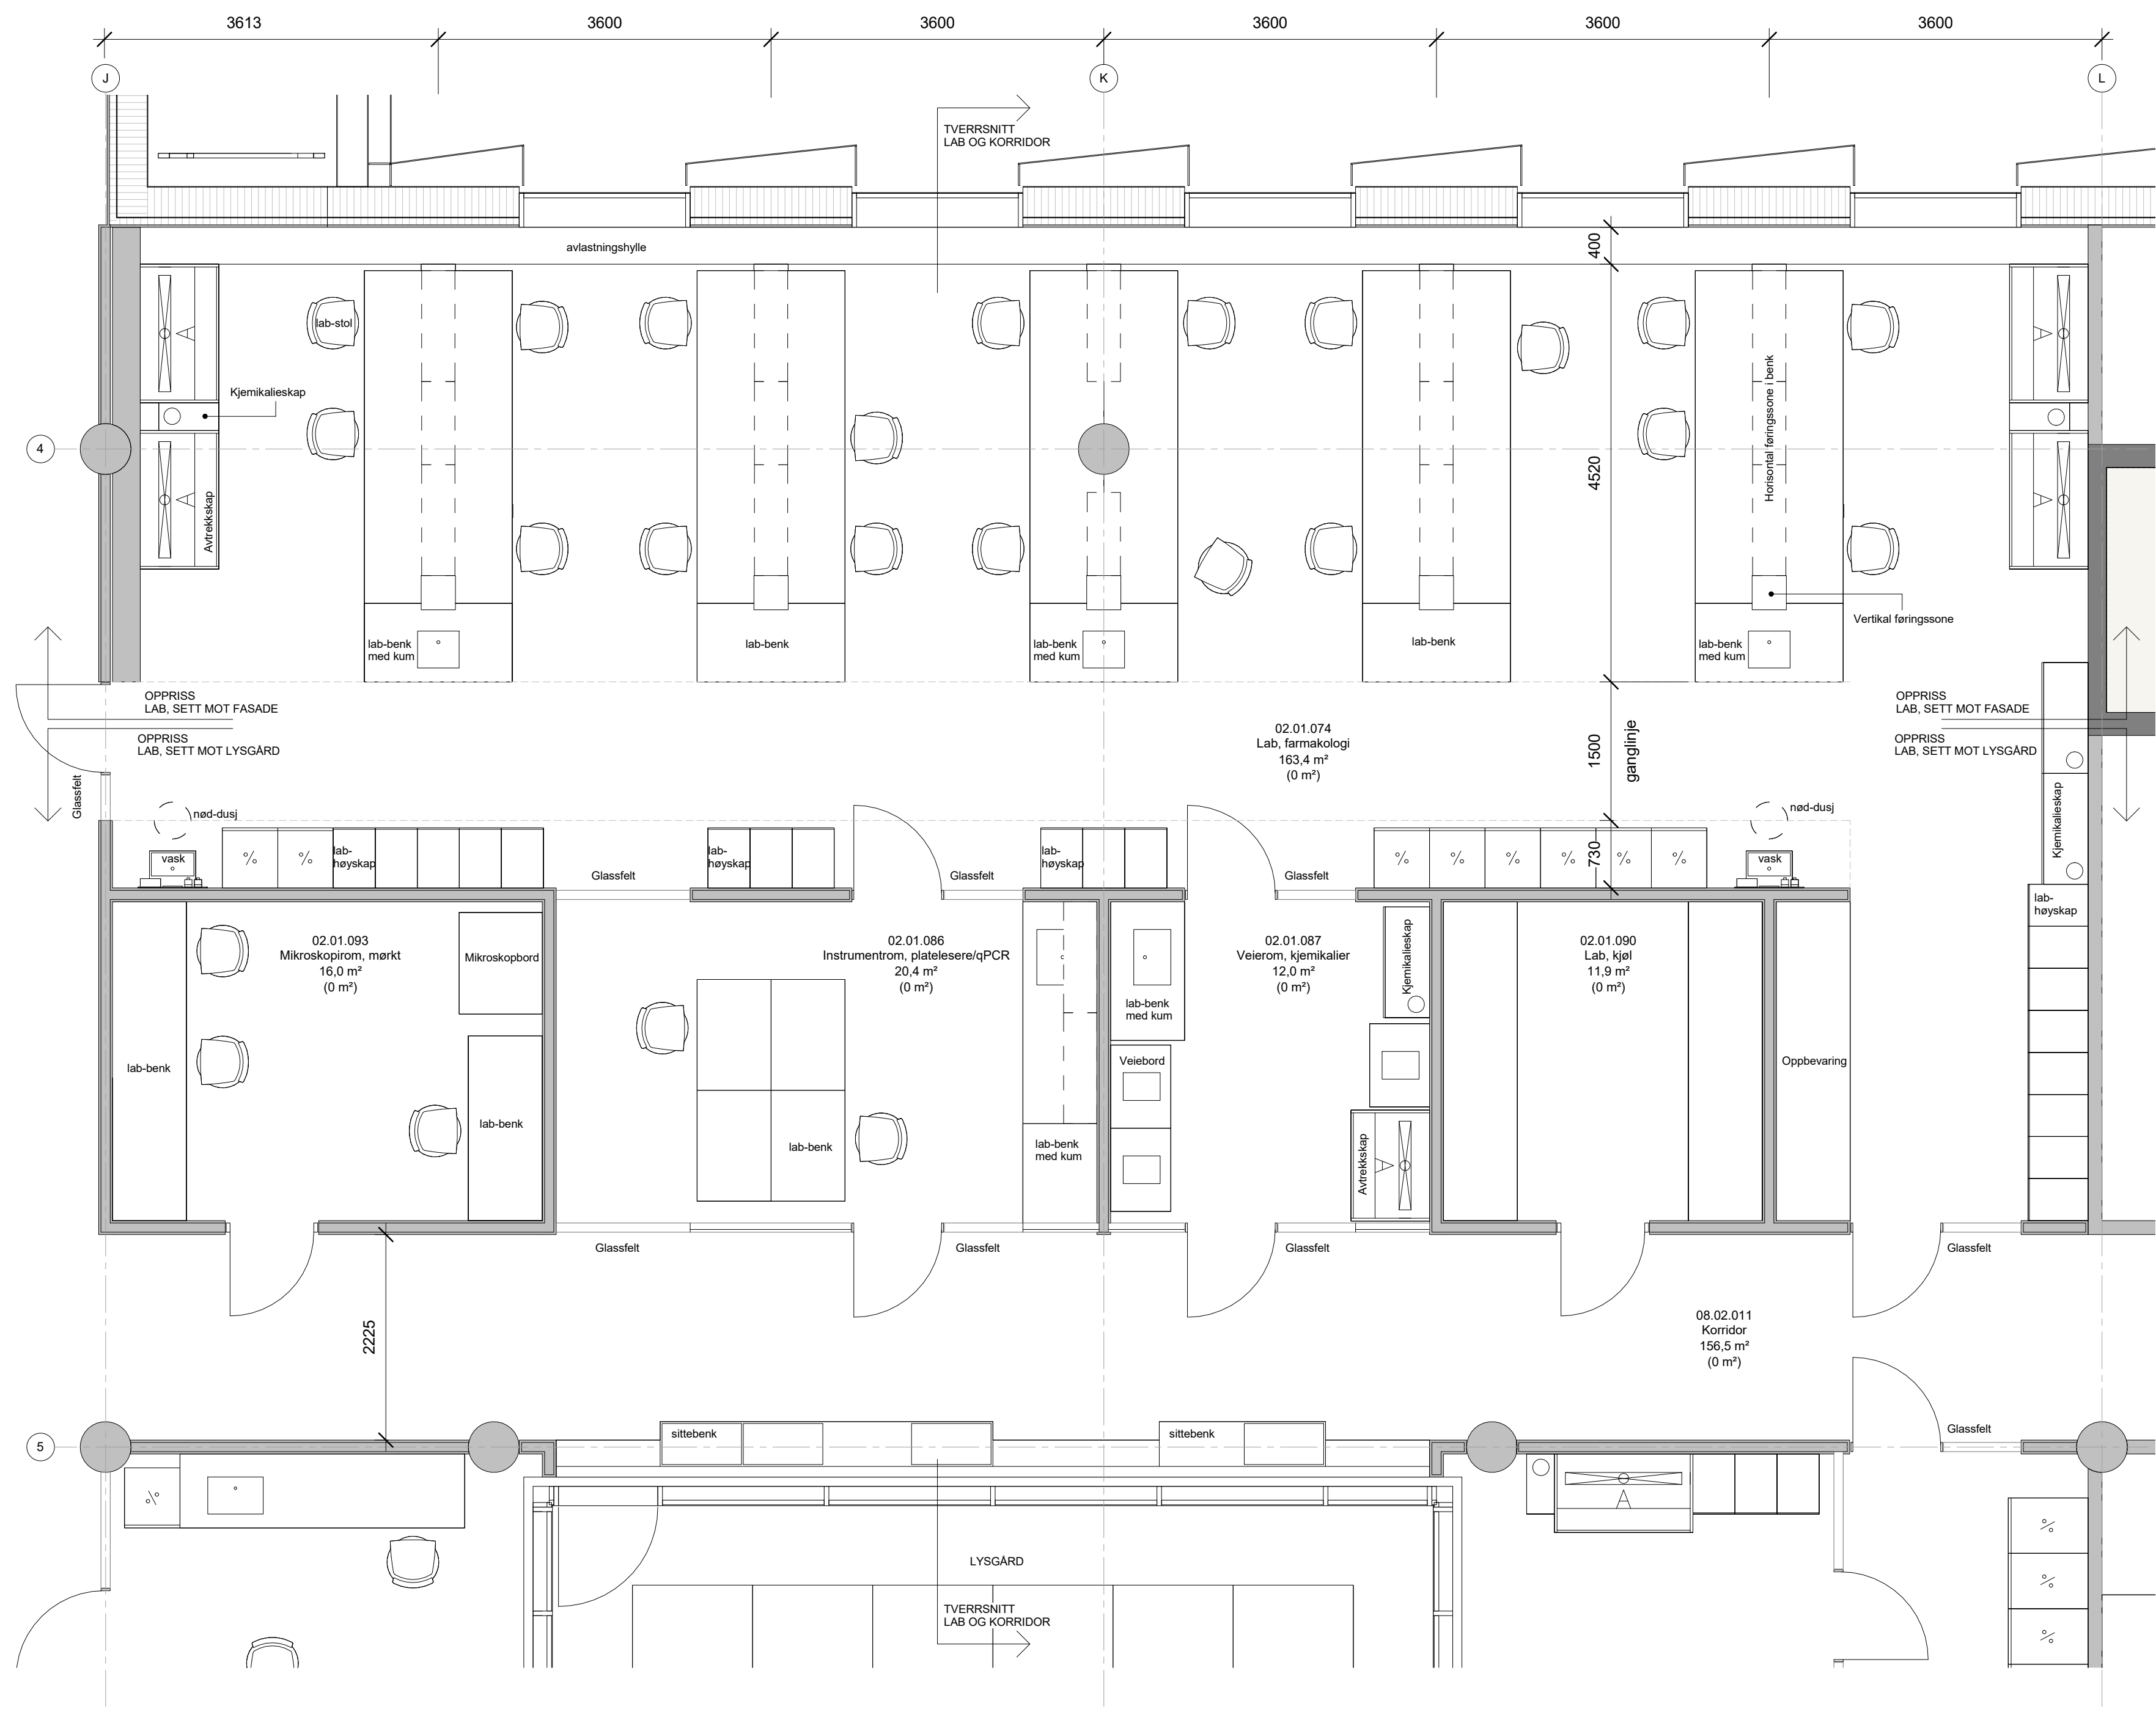 3613
3600
3600
3600
3600
3600
J
K
L
TVERRSNITT
LAB OG KORRIDOR
avlastningshylle
400
lab-stol
Kjemikalieskap
A
A
A
A
4
Avtrekkskap
4520
Horisontal føringssone i benk
Vertikal føringssone
lab-benk
med kum
lab-benk
lab-benk
med kum
lab-benk
lab-benk
med kum
OPPRISS
LAB, SETT MOT FASADE
OPPRISS
LAB, SETT MOT LYSGÅRD
OPPRISS
LAB, SETT MOT FASADE
OPPRISS
LAB, SETT MOT LYSGÅRD
02.01.074
Lab, farmakologi
163,4 m²
(0 m²)
1500
ganglinje
Glassfelt
Kjemikalieskap
nød-dusj
nød-dusj
vask
%
%
lab-
høyskap
lab-
høyskap
lab-
høyskap
%
%
%
%
%
%
730
vask
Glassfelt
Glassfelt
Glassfelt
lab-
høyskap
02.01.093
Mikroskopirom, mørkt
16,0 m²
(0 m²)
Mikroskopbord
02.01.086
Instrumentrom, platelesere/qPCR
20,4 m²
(0 m²)
02.01.087
Veierom, kjemikalier
12,0 m²
(0 m²)
Kjemikalieskap
02.01.090
Lab, kjøl
11,9 m²
(0 m²)
lab-benk
med kum
Veiebord
Oppbevaring
lab-benk
lab-benk
lab-benk
lab-benk
med kum
Avtrekkskap
A
Glassfelt
Glassfelt
Glassfelt
Glassfelt
2225
08.02.011
Korridor
156,5 m²
(0 m²)
5
sittebenk
sittebenk
Glassfelt
%
A
%
%
%
LYSGÅRD
TVERRSNITT
LAB OG KORRIDOR